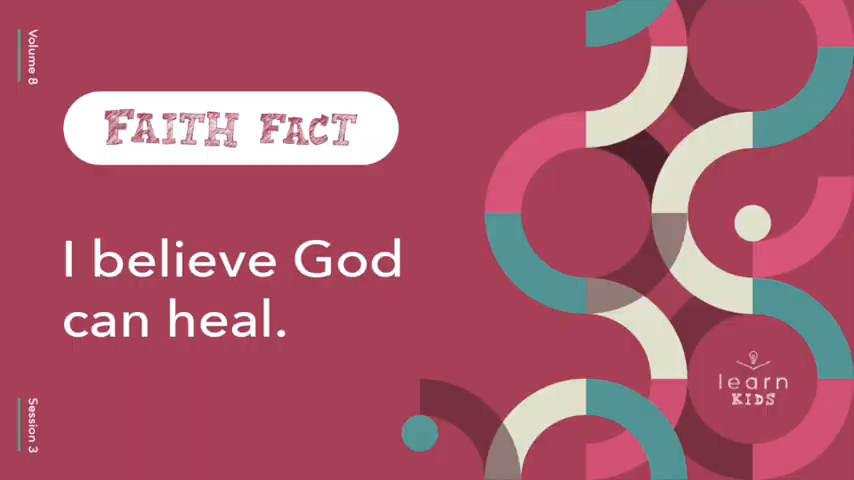 Volume 8
FAITH FACT
I believe God
can heal.
learn
KIDS
Session 3